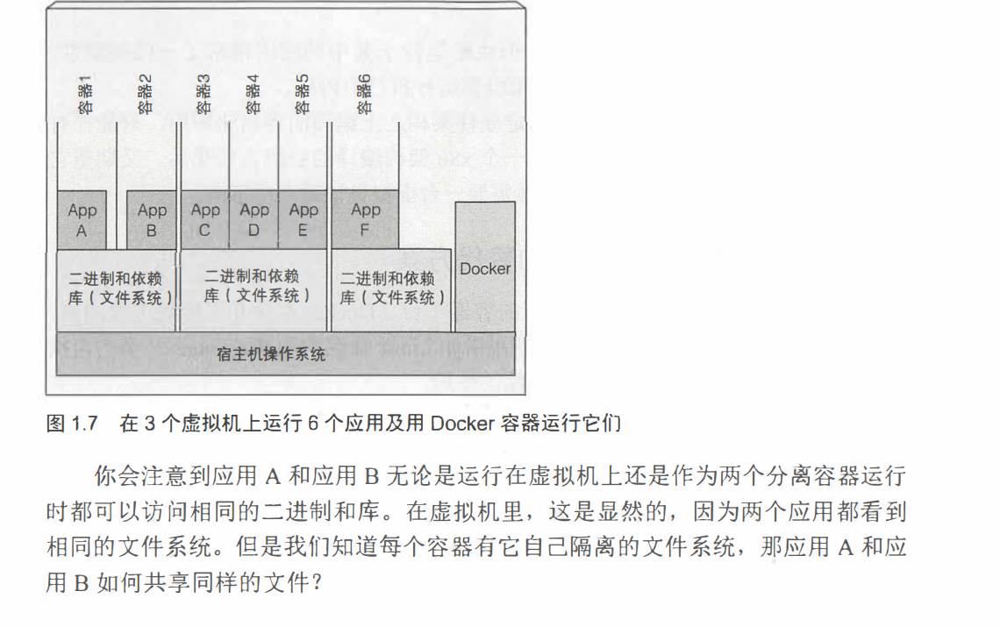 容器1
容器2
容器3
容器4
容器5
容器6
App
A
App
B
App
C
App
D
App
E
App
F
Docker
二进制和依赖
库（文件系统）
二进制和依赖
库（文件系统）
二进制和依赖
库（文件系统）
宿主机操作系统
图 1.7 在 3 个虚拟机上运行 6 个应用及用 Docker 容器运行它们
你会注意到应用 A 和应用 B 无论是运行在虚拟机上还是作为两个分离容器运行
时都可以访问相同的二进制和库。在虚拟机里，这是显然的，因为两个应用都看到
相同的文件系统。但是我们知道每个容器有它自己隔离的文件系统，那应用 A 和应
用 B 如何共享同样的文件？